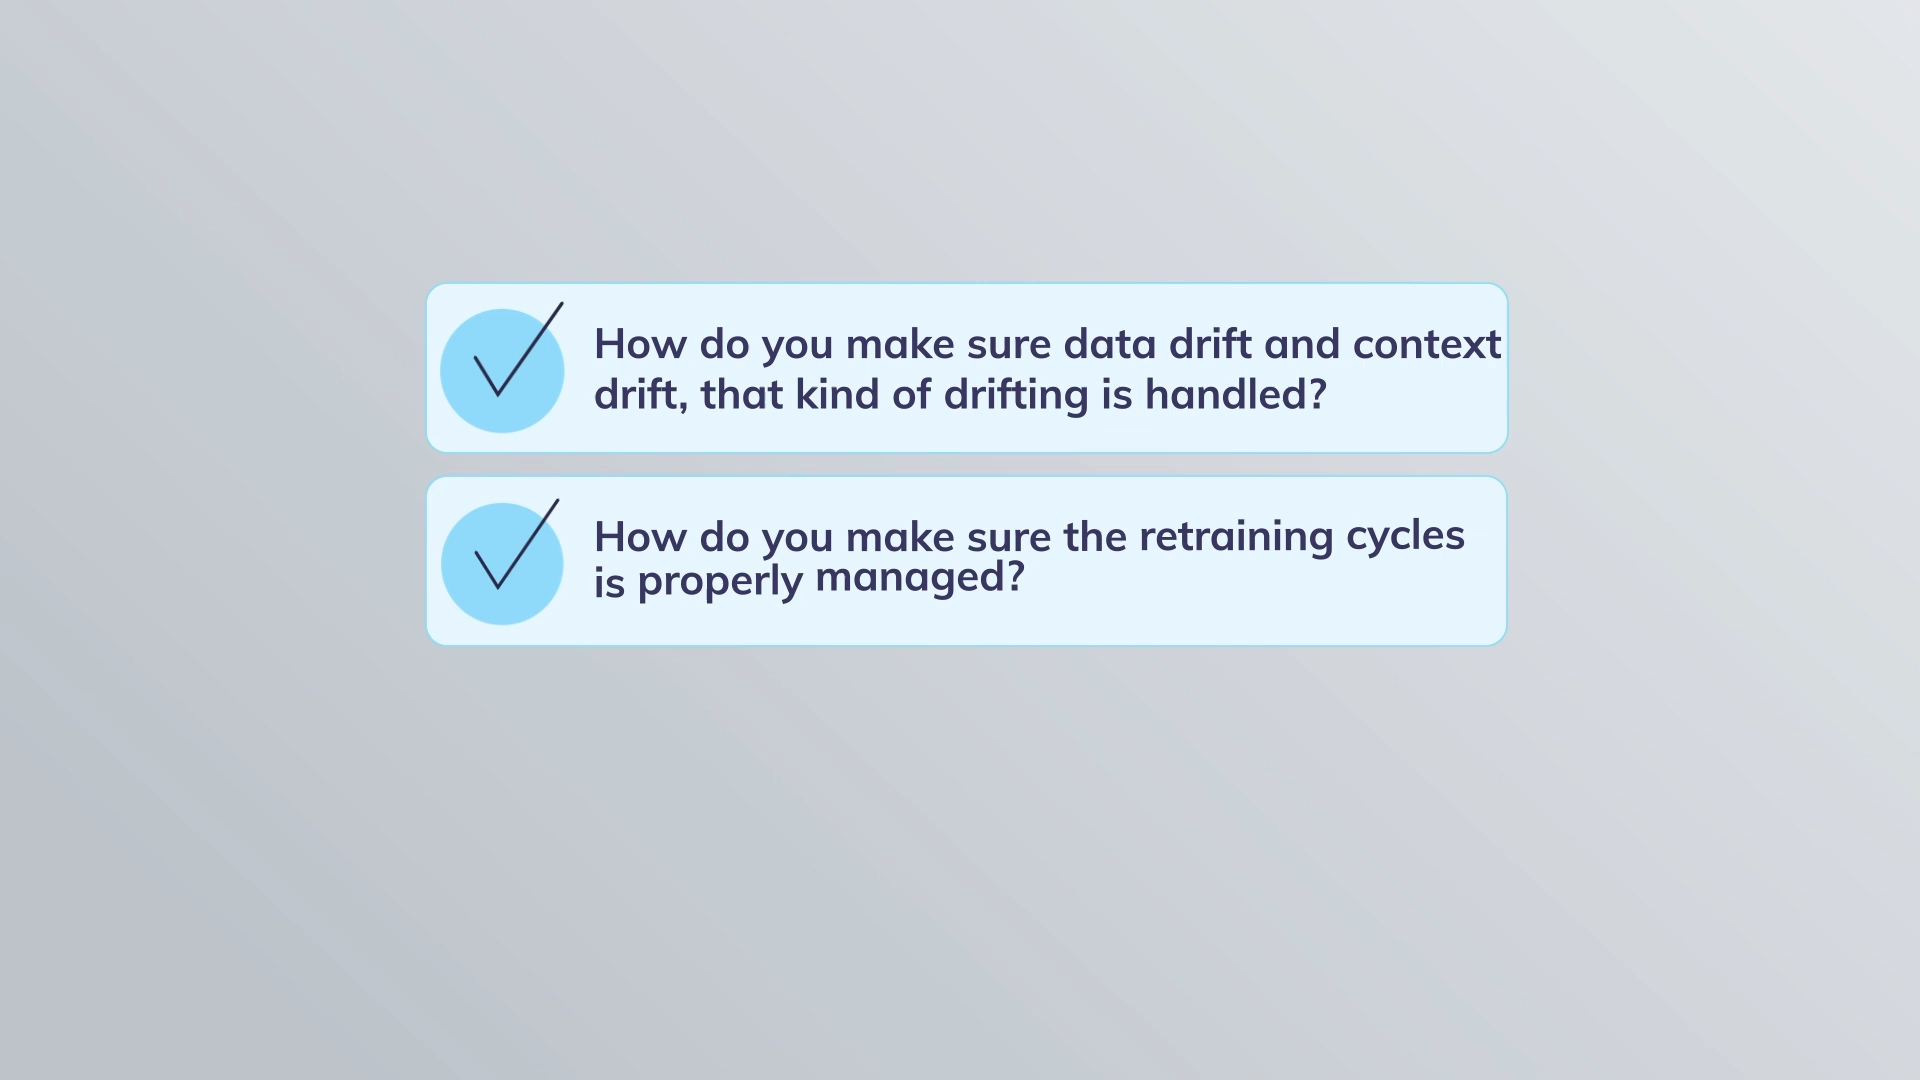 How do you make sure data drift and context
drift, that kind of drifting is handled?
How do you make sure the retraining cycles
is properly managed?